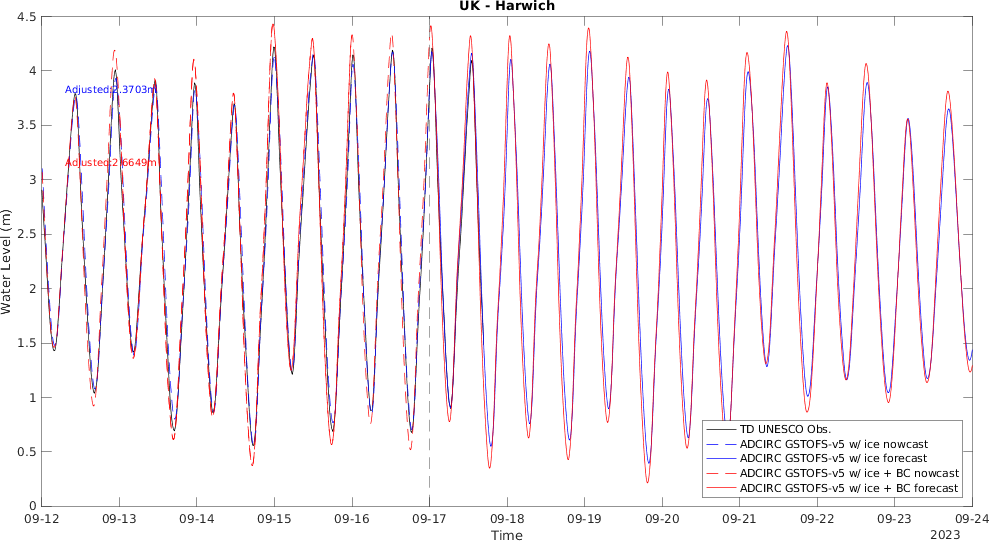 UK - Harwich
4.5
4
3.5
3
2.5
2
1.5
1
0.5
0
Water Level (m)
Adjusted:2.3703m
Adjusted:2.6649m
TD UNESCO Obs.
ADCIRC GSTOFS-v5 w/ ice nowcast
ADCIRC GSTOFS-v5 w/ ice forecast
ADCIRC GSTOFS-v5 w/ ice + BC nowcast
ADCIRC GSTOFS-v5 w/ ice + BC forecast
09-12 09-13 09-14 09-15 09-16 09-17 09-18 09-19 09-20 09-21 09-22 09-23 09-24
Time
2023